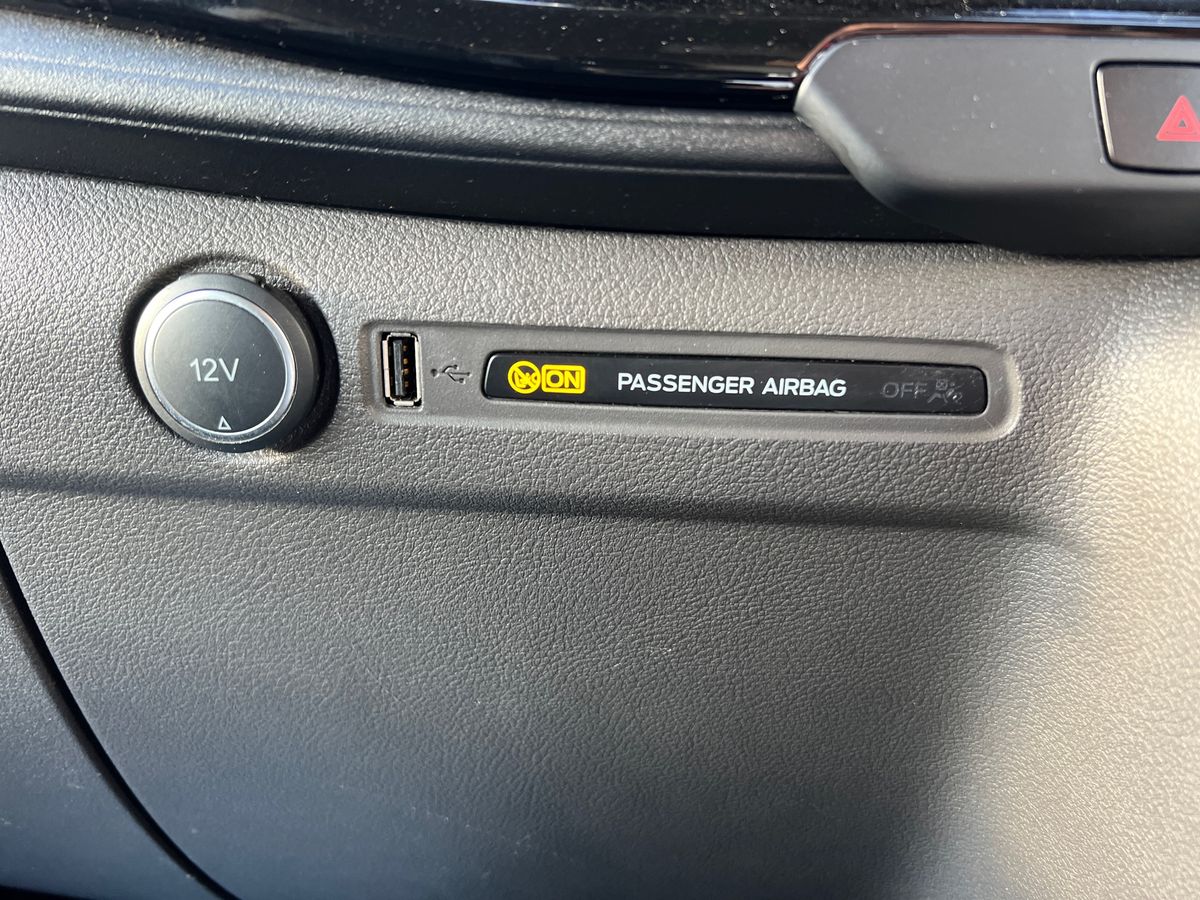 12V
ON PASSENGER AIRBAG OFF